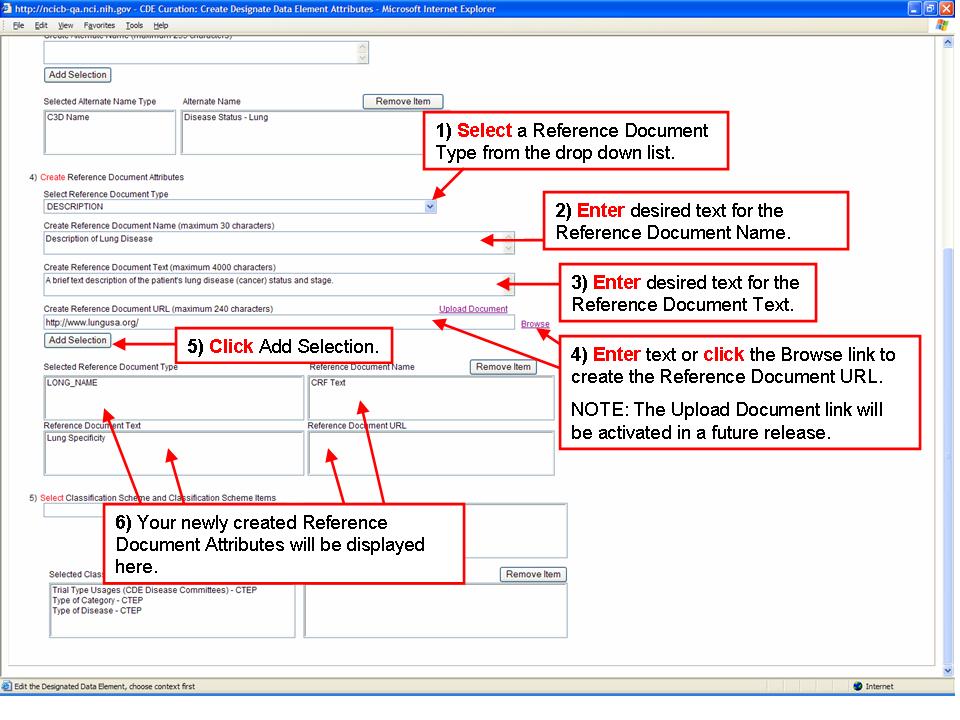 http://ncicb-qa.nci.nih.gov - CDE Curation: Create Designate Data Element Attributes - Microsoft Internet Explorer
File Edit View Favorites Tools Help
Create Alternate Name (maximum 255 characters)
Add Selection
Selected Alternate Name Type Alternate Name Remove Item
C3D Name Disease Status - Lung
1) Select a Reference Document
Type from the drop down list.
4) Create Reference Document Attributes
Select Reference Document Type
DESCRIPTION
2) Enter desired text for the
Reference Document Name.
Create Reference Document Name (maximum 30 characters)
Description of Lung Disease
Create Reference Document Text (maximum 4000 characters)
A brief text description of the patient's lung disease (cancer) status and stage.
3) Enter desired text for the
Reference Document Text.
Create Reference Document URL (maximum 240 characters) Upload Document
http://www.lungusa.org/ Browse
Add Selection
5) Click Add Selection.
4) Enter text or click the Browse link to
create the Reference Document URL.
NOTE: The Upload Document link will
be activated in a future release.
Selected Reference Document Type Reference Document Name Remove Item
LONG_NAME CRF Text
Reference Document Text Reference Document URL
Lung Specificity
5) Select Classification Scheme and Classification Scheme Items
6) Your newly created Reference
Document Attributes will be displayed
here.
Selected Clas Remove Item
Trial Type Usages (CDE Disease Committees) - CTEP
Type of Category - CTEP
Type of Disease - CTEP
Edit the Designated Data Element, choose context first Internet